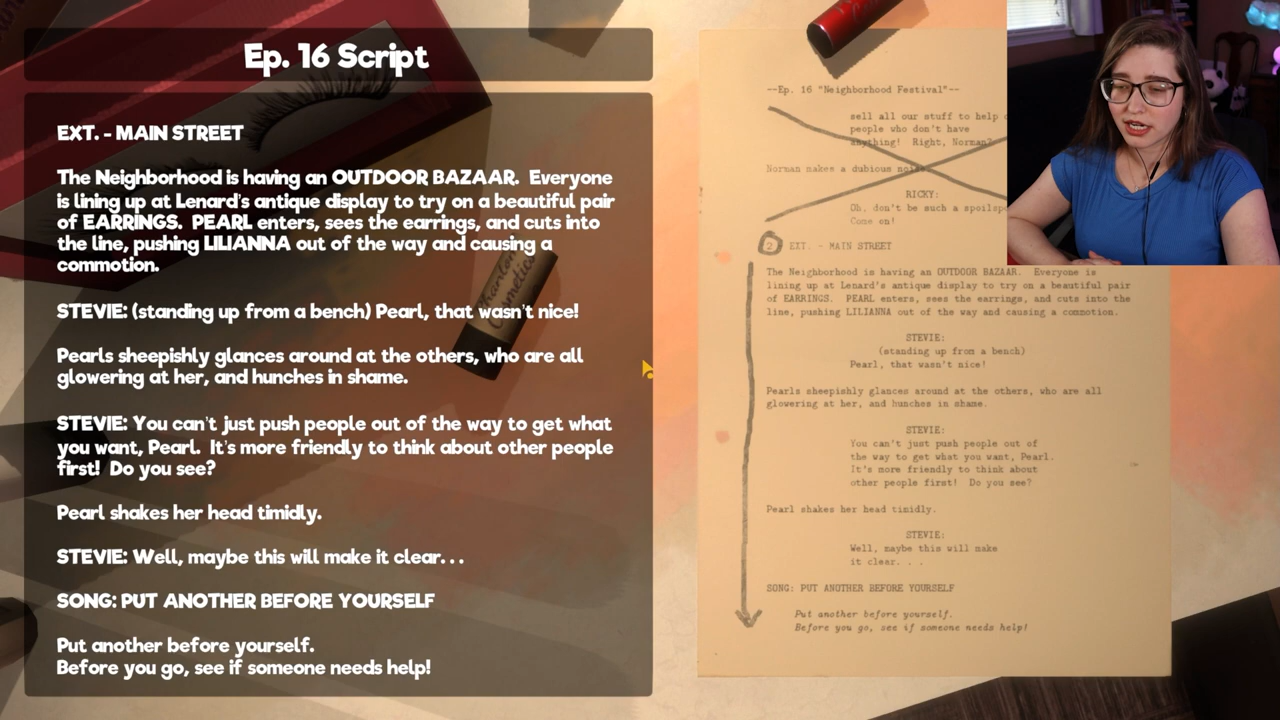 Ep. 16 Script
EXT. - MAIN STREET
The Neighborhood is having an OUTDOOR BAZAAR.  Everyone
is lining up at Lenard's antique display to try on a beautiful pair
of EARRINGS.  PEARL enters, sees the earrings, and cuts into
the line, pushing LILIANNA out of the way and causing a
commotion.
STEVIE: (standing up from a bench) Pearl, that wasn't nice!
Pearls sheepishly glances around at the others, who are all
glowering at her, and hunches in shame.
STEVIE: You can't just push people out of the way to get what
you want, Pearl.  It's more friendly to think about other people
first!  Do you see?
Pearl shakes her head timidly.
STEVIE: Well, maybe this will make it clear. . .
SONG: PUT ANOTHER BEFORE YOURSELF
Put another before yourself.
Before you go, see if someone needs help!
Phantom
Cosmetics
--Ep. 16 "Neighborhood Festival"--
sell all our stuff to help
people who don't have
anything!  Right, Norman?
Norman makes a dubious
RICKY:
Oh, don't be such a
Come on!
2 EXT. - MAIN STREET
The Neighborhood is having an OUTDOOR BAZAAR.  Everyone is
lining up at Lenard's antique display to try on a beautiful pair
of EARRINGS.  PEARL enters, sees the earrings, and cuts into the
line, pushing LILIANNA out of the way and causing a commotion.
STEVIE:
(standing up from a bench)
Pearl, that wasn't nice!
Pearls sheepishly glances around at the others, who are all
glowering at her, and hunches in shame.
STEVIE:
You can't just push people out of
the way to get what you want, Pearl.
It's more friendly to think about
other people first!  Do you see?
Pearl shakes her head timidly.
STEVIE:
Well, maybe this will make
it clear. . .
SONG: PUT ANOTHER BEFORE YOURSELF
Put another before yourself.
Before you go, see if someone needs help!